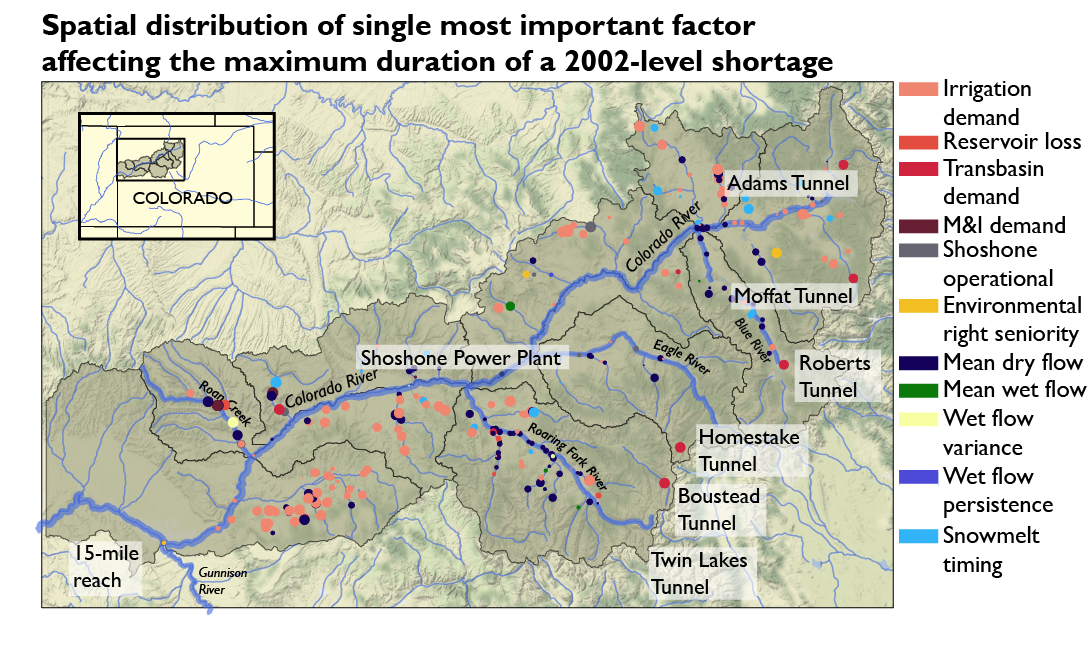 Spatial distribution of single most important factor
affecting the maximum duration of a 2002-level shortage
COLORADO
Adams Tunnel
Colorado River
Moffat Tunnel
Blue River
Shoshone Power Plant
Eagle River
Roberts
Tunnel
Colorado River
Roan Creek
Roaring Fork River
Homestake
Tunnel
Boustead
Tunnel
15-mile
reach
Gunnison
River
Twin Lakes
Tunnel
Irrigation
demand
Reservoir loss
Transbasin
demand
M&I demand
Shoshone
operational
Environmental
right seniority
Mean dry flow
Mean wet flow
Wet flow
variance
Wet flow
persistence
Snowmelt
timing